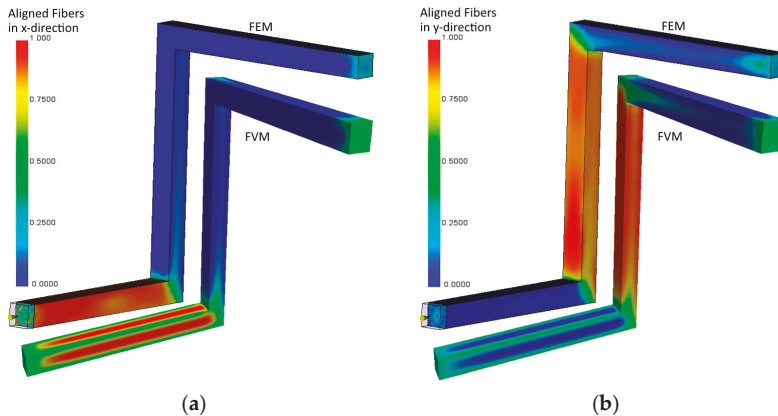 Aligned Fibers
in x-direction
1.000
0.7500
0.5000
0.2500
0.0000
FEM
FVM
(a)
Aligned Fibers
in y-direction
1.000
0.7500
0.5000
0.2500
0.0000
FEM
FVM
(b)